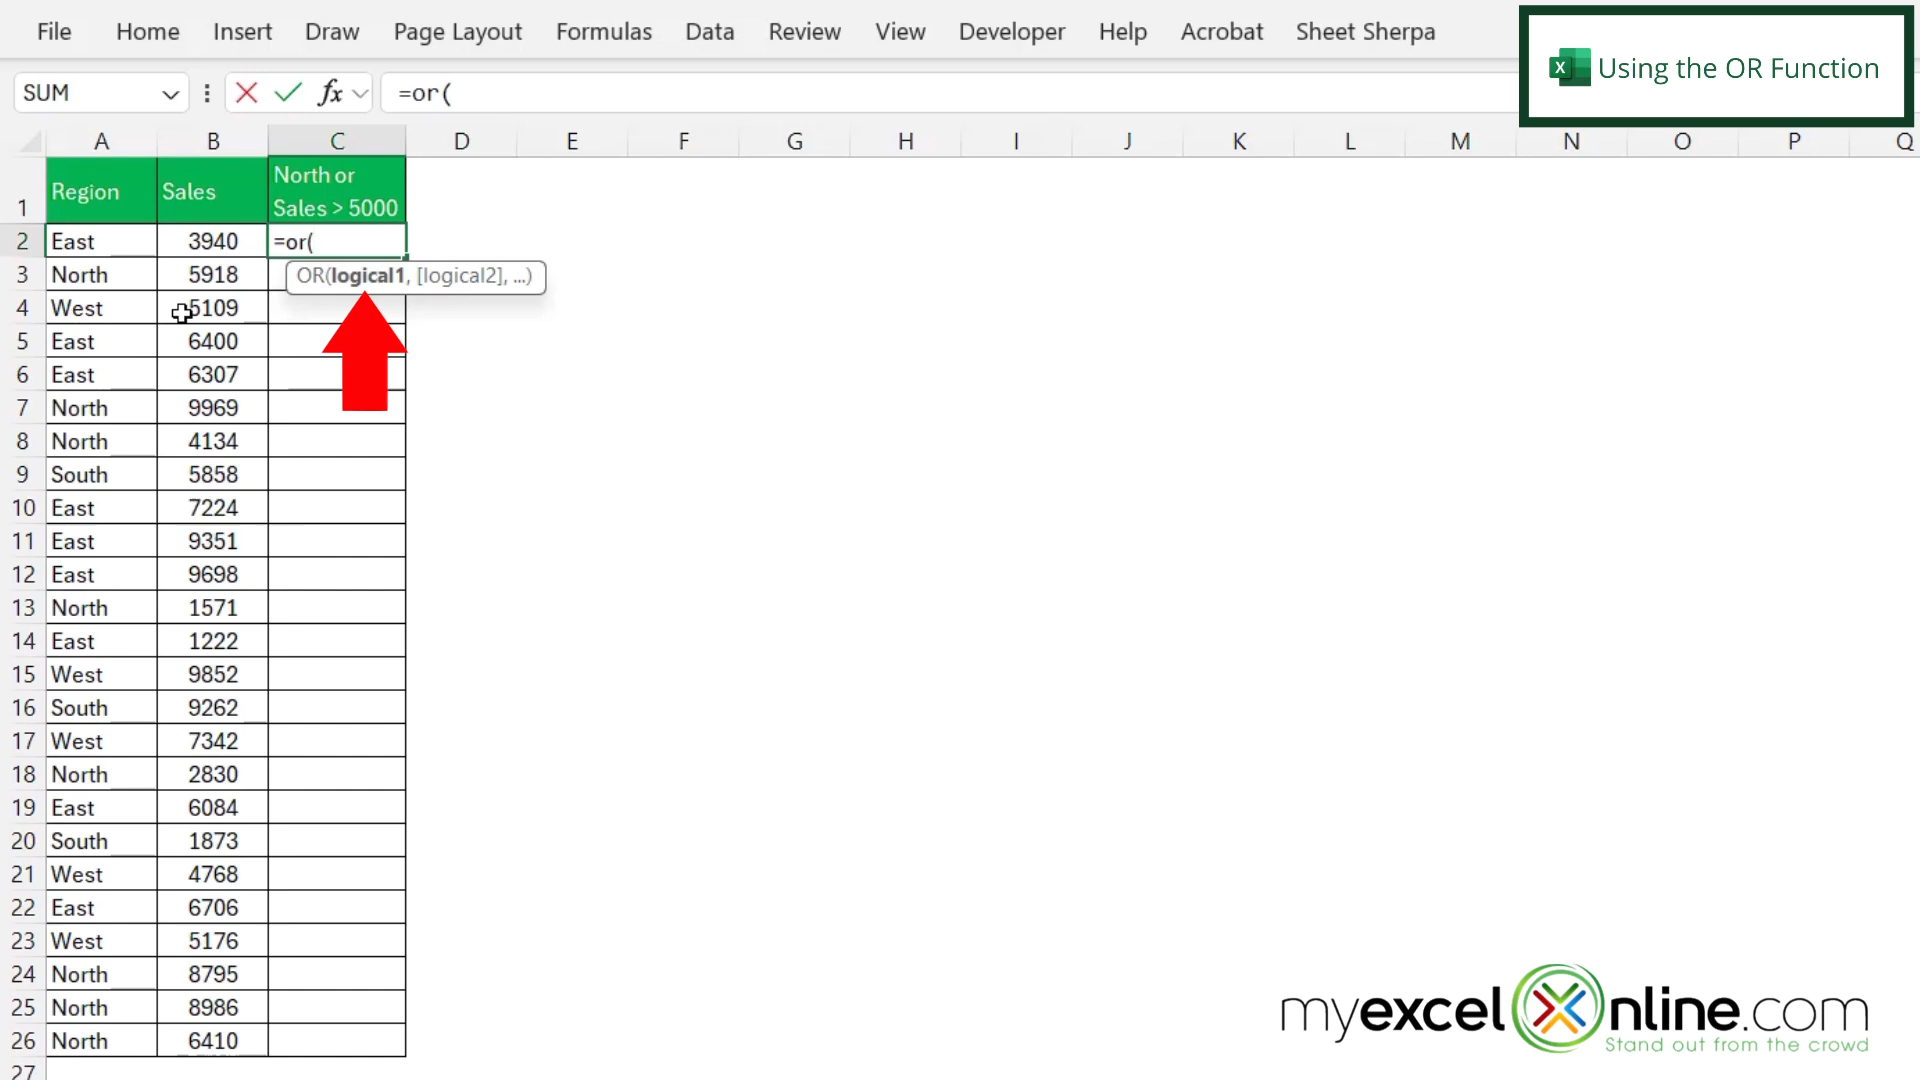 File Home Insert Draw Page Layout Formulas Data Review View Developer Help Acrobat Sheet Sherpa
Using the OR Function
SUM fx =or(
A B C D E F G H I J K L M N O P Q
1 Region Sales North or
Sales > 5000
2 East 3940 =or(
OR(logical1, [logical2], ...)
3 North 5918
4 West 5109
5 East 6400
6 East 6307
7 North 9969
8 North 4134
9 South 5858
10 East 7224
11 East 9351
12 East 9698
13 North 1571
14 East 1222
15 West 9852
16 South 9262
17 West 7342
18 North 2830
19 East 6084
20 South 1873
21 West 4768
22 East 6706
23 West 5176
24 North 8795
25 North 8986
26 North 6410
27
myexcelXnline.com
Stand out from the crowd